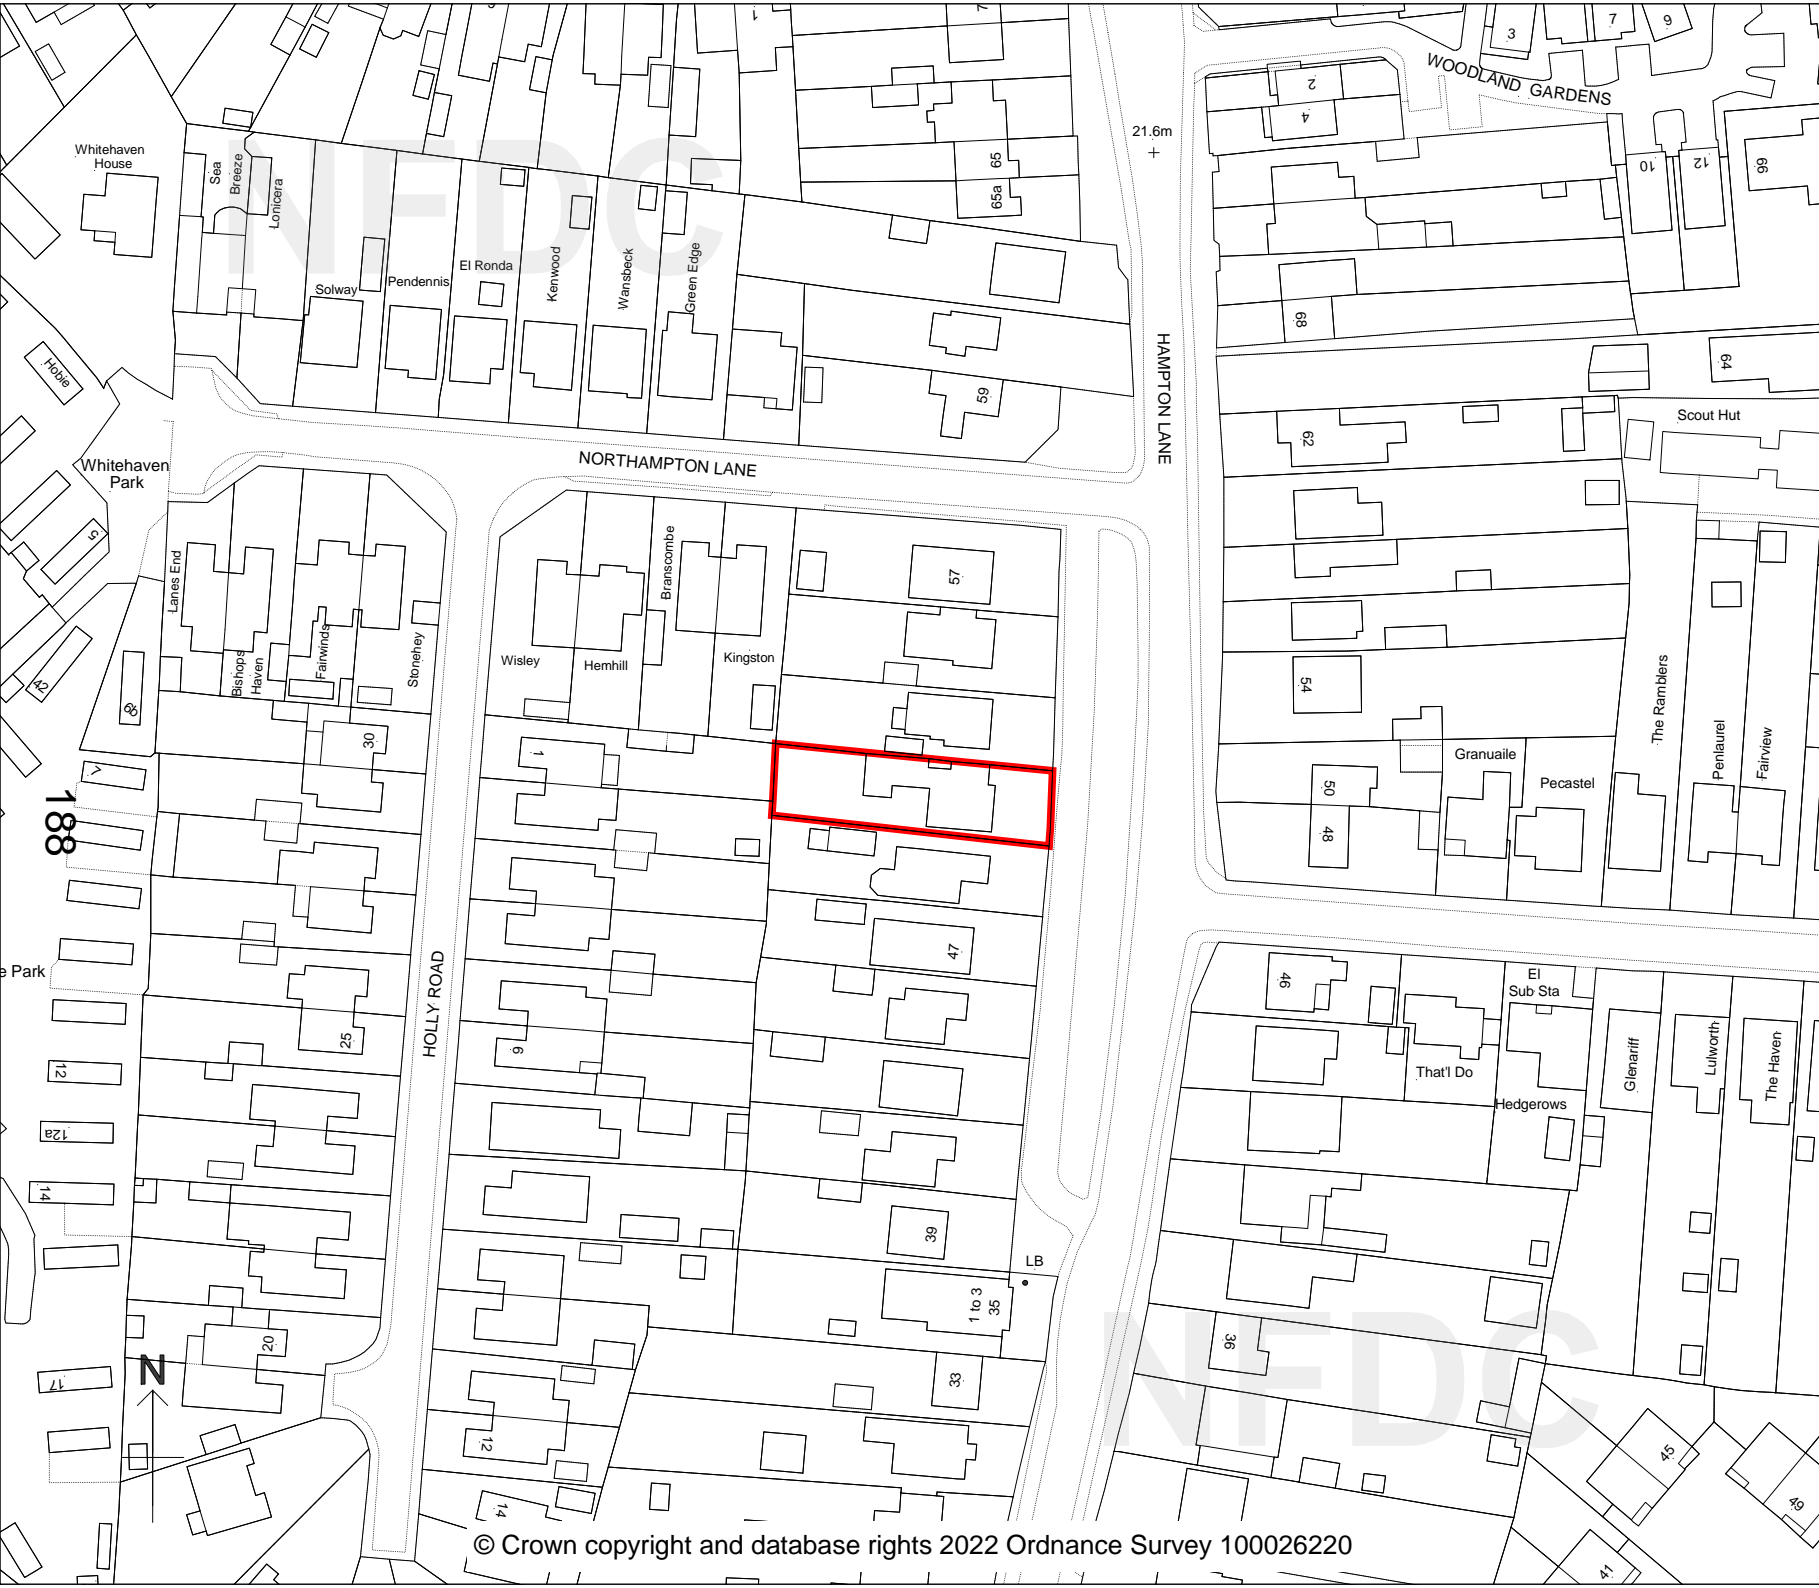 3
7
9
1
7
WOODLAND GARDENS
2
4
21.6m
Whitehaven
House
Sea
Breeze
Lonicera
65
65a
10
12
66
NFDC
El Ronda
Pendennis
Solway
Kenwood
Wansbeck
Green Edge
68
64
Hobie
HAMPTON LANE
59
62
Scout Hut
NORTHAMPTON LANE
Whitehaven
Park
5
Lanes End
Branscombe
57
Bishops
Haven
Fairwinds
Stonehey
Wisley
Hemhill
Kingston
42
54
The Ramblers
30
1
Penlaurel
Fairview
7
Granuaile
Pecastel
50
48
188
47
e Park
HOLLY ROAD
46
El
Sub Sta
25
9
12
That'l Do
Glenariff
Lulworth
The Haven
Hedgerows
12a
14
39
LB
1 to 3
35
20
N
36
NFDC
17
33
12
45
49
14
41
© Crown copyright and database rights 2022 Ordnance Survey 100026220